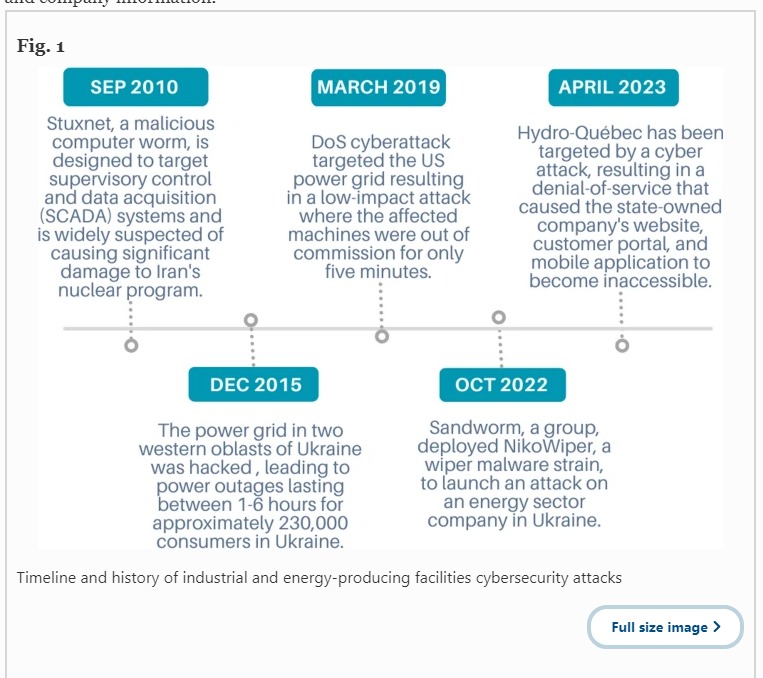 and company information.
Fig. 1
SEP 2010
Stuxnet, a malicious
computer worm, is
designed to target
supervisory control
and data acquisition
(SCADA) systems and
is widely suspected of
causing significant
damage to Iran's
nuclear program.
DEC 2015
The power grid in two
western oblasts of Ukraine
was hacked , leading to
power outages lasting
between 1-6 hours for
approximately 230,000
consumers in Ukraine.
MARCH 2019
DoS cyberattack
targeted the US
power grid resulting
in a low-impact attack
where the affected
machines were out of
commission for only
five minutes.
OCT 2022
Sandworm, a group,
deployed NikoWiper, a
wiper malware strain,
to launch an attack on
an energy sector
company in Ukraine.
APRIL 2023
Hydro-Québec has been
targeted by a cyber
attack, resulting in a
denial-of-service that
caused the state-owned
company's website,
customer portal, and
mobile application to
become inaccessible.
Timeline and history of industrial and energy-producing facilities cybersecurity attacks
Full size image